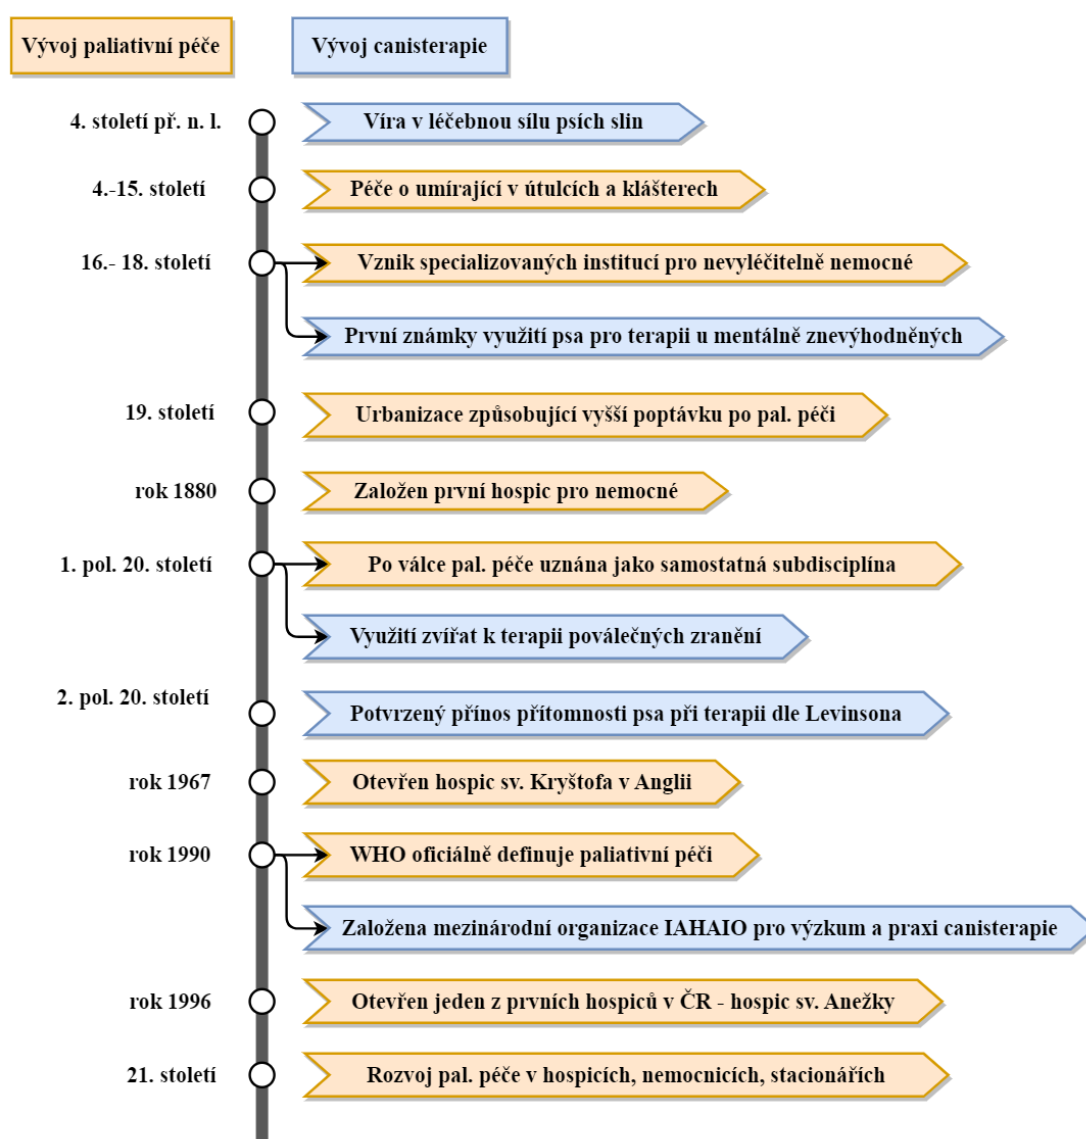 Vývoj paliativní péče
Vývoj canisterapie
4. století př. n. l.
Víra v léčebnou sílu psích slin
4.-15. století
Péče o umírající v útulcích a klášterech
16.- 18. století
Vznik specializovaných institucí pro nevyléčitelně nemocné
První známky využití psa pro terapii u mentálně znevýhodněných
19. století
Urbanizace způsobující vyšší poptávku po pal. péči
rok 1880
Založen první hospic pro nemocné
1. pol. 20. století
Po válce pal. péče uznána jako samostatná subdisciplína
Využití zvířat k terapii poválečných zranění
2. pol. 20. století
Potvrzený přínos přítomnosti psa při terapii dle Levinsona
rok 1967
Otevřen hospic sv. Kryštofa v Anglii
rok 1990
WHO oficiálně definuje paliativní péči
Založena mezinárodní organizace IAHAIO pro výzkum a praxi canisterapie
rok 1996
Otevřen jeden z prvních hospiců v ČR - hospic sv. Anežky
21. století
Rozvoj pal. péče v hospicích, nemocnicích, stacionářích